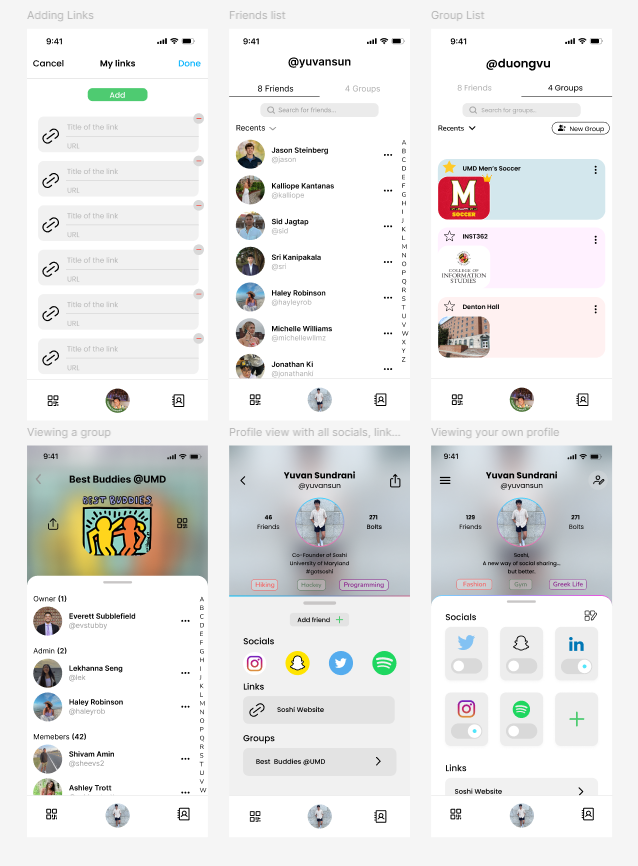 Adding Links
9:41
Cancel
My links
Done
Add
Title of the link
URL
Title of the link
URL
Title of the link
URL
Title of the link
URL
Title of the link
URL
Title of the link
URL
Friends list
9:41
@yuvansun
8 Friends
4 Groups
Search for friends...
Recents
Jason Steinberg
@jason
Kalliope Kantanas
@kalliope
Sid Jagtap
@sid
Sri Kanipakala
@sri
Haley Robinson
@hayleyrob
Michelle Williams
@michellewlimz
Jonathan Ki
@jonathanki
A
B
C
D
E
F
G
H
I
J
K
L
M
N
O
P
Q
R
S
T
U
V
W
X
Y
Z
Group List
9:41
@duongvu
8 Friends
4 Groups
Search for groups..
Recents
New Group
UMD Men's Soccer
M
SOCCER
INST362
COLLEGE OF
INFORMATION
STUDIES
Denton Hall
Viewing a group
9:41
Best Buddies @UMD
BEST BUDDIES
Owner (1)
Everett Subblefield
@evstubby
Admin (2)
Lekhanna Seng
@lek
Haley Robinson
@haleyrob
Memebers (42)
Shivam Amin
@sheevs2
Ashley Trott
A
B
C
D
E
F
G
H
I
J
K
L
M
N
O
P
Q
R
S
T
U
V
W
Profile view with all socials, link...
Yuvan Sundrani
@yuvansun
46
Friends
271
Bolts
Co-Founder of Soshi
University of Maryland
#gotsoshi
Hiking
Hockey
Programming
Add friend +
Socials
Links
Soshi Website
Groups
Best Buddies @UMD
Viewing your own profile
9:41
Yuvan Sundrani
@yuvansun
129
Friends
271
Bolts
Soshi,
A new way of social sharing...
but better.
Fashion
Gym
Greek Life
Socials
in
Links
Soshi Website